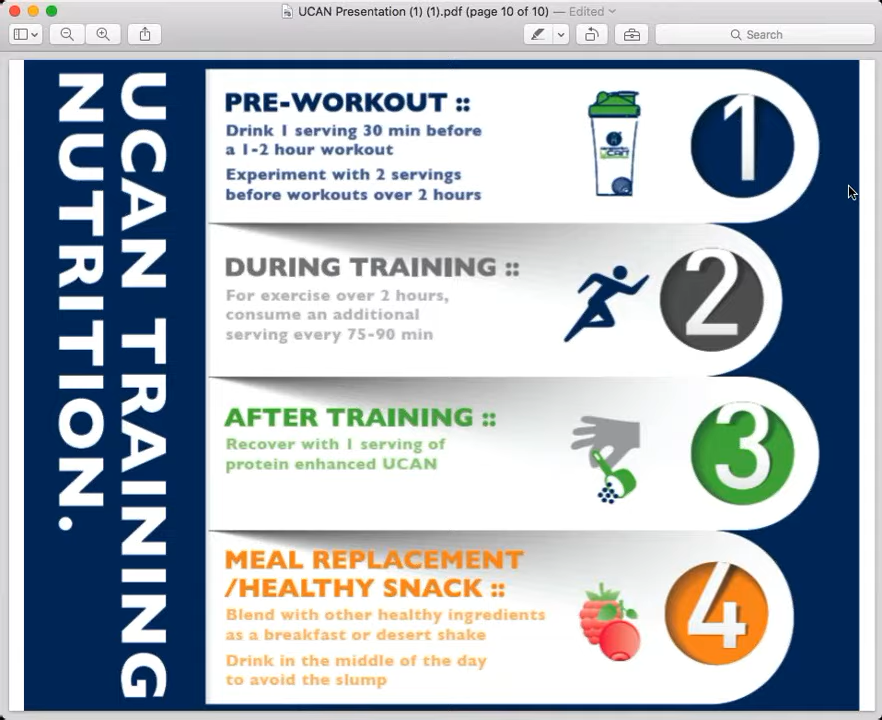 UCAN Presentation (1) (1).pdf (page 10 of 10) — Edited
Search
UCAN TRAINING
NUTRITION.
PRE-WORKOUT ::
Drink 1 serving 30 min before
a 1-2 hour workout
Experiment with 2 servings
before workouts over 2 hours
UCAN
1
DURING TRAINING ::
For exercise over 2 hours,
consume an additional
serving every 75-90 min
2
AFTER TRAINING ::
Recover with 1 serving of
protein enhanced UCAN
3
MEAL REPLACEMENT
/HEALTHY SNACK ::
Blend with other healthy ingredients
as a breakfast or desert shake
Drink in the middle of the day
to avoid the slump
4